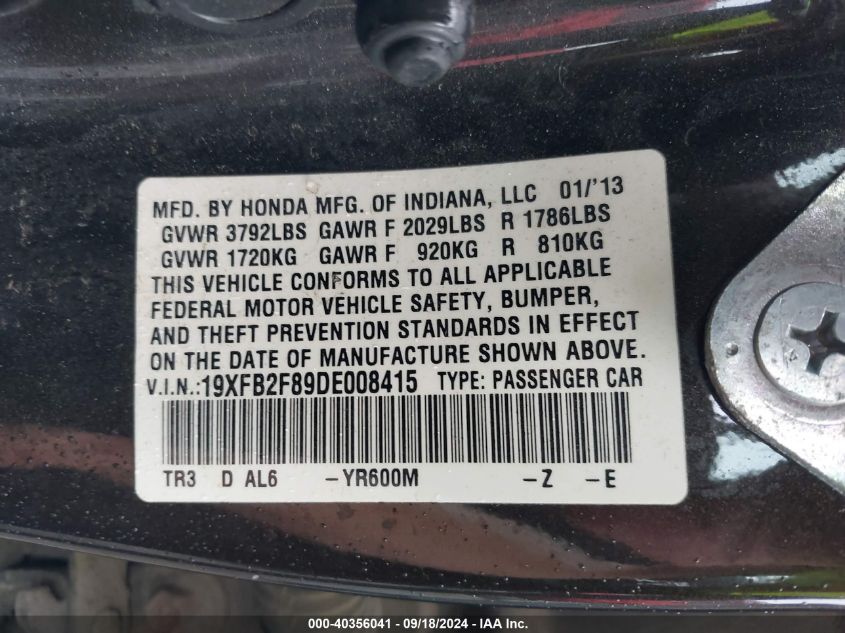 MFD. BY HONDA MFG. OF INDIANA, LLC 01/'13
GVWR 3792LBS GAWR F 2029LBS R 1786LBS
GVWR 1720KG GAWR F 920KG R 810KG
THIS VEHICLE CONFORMS TO ALL APPLICABLE
FEDERAL MOTOR VEHICLE SAFETY, BUMPER,
AND THEFT PREVENTION STANDARDS IN EFFECT
ON THE DATE OF MANUFACTURE SHOWN ABOVE.
V.I.N.:19XFB2F89DE008415 TYPE: PASSENGER CAR
TR3 D AL6 -YR600M -Z -E
000-40356041 - 09/18/2024 - IAA Inc.